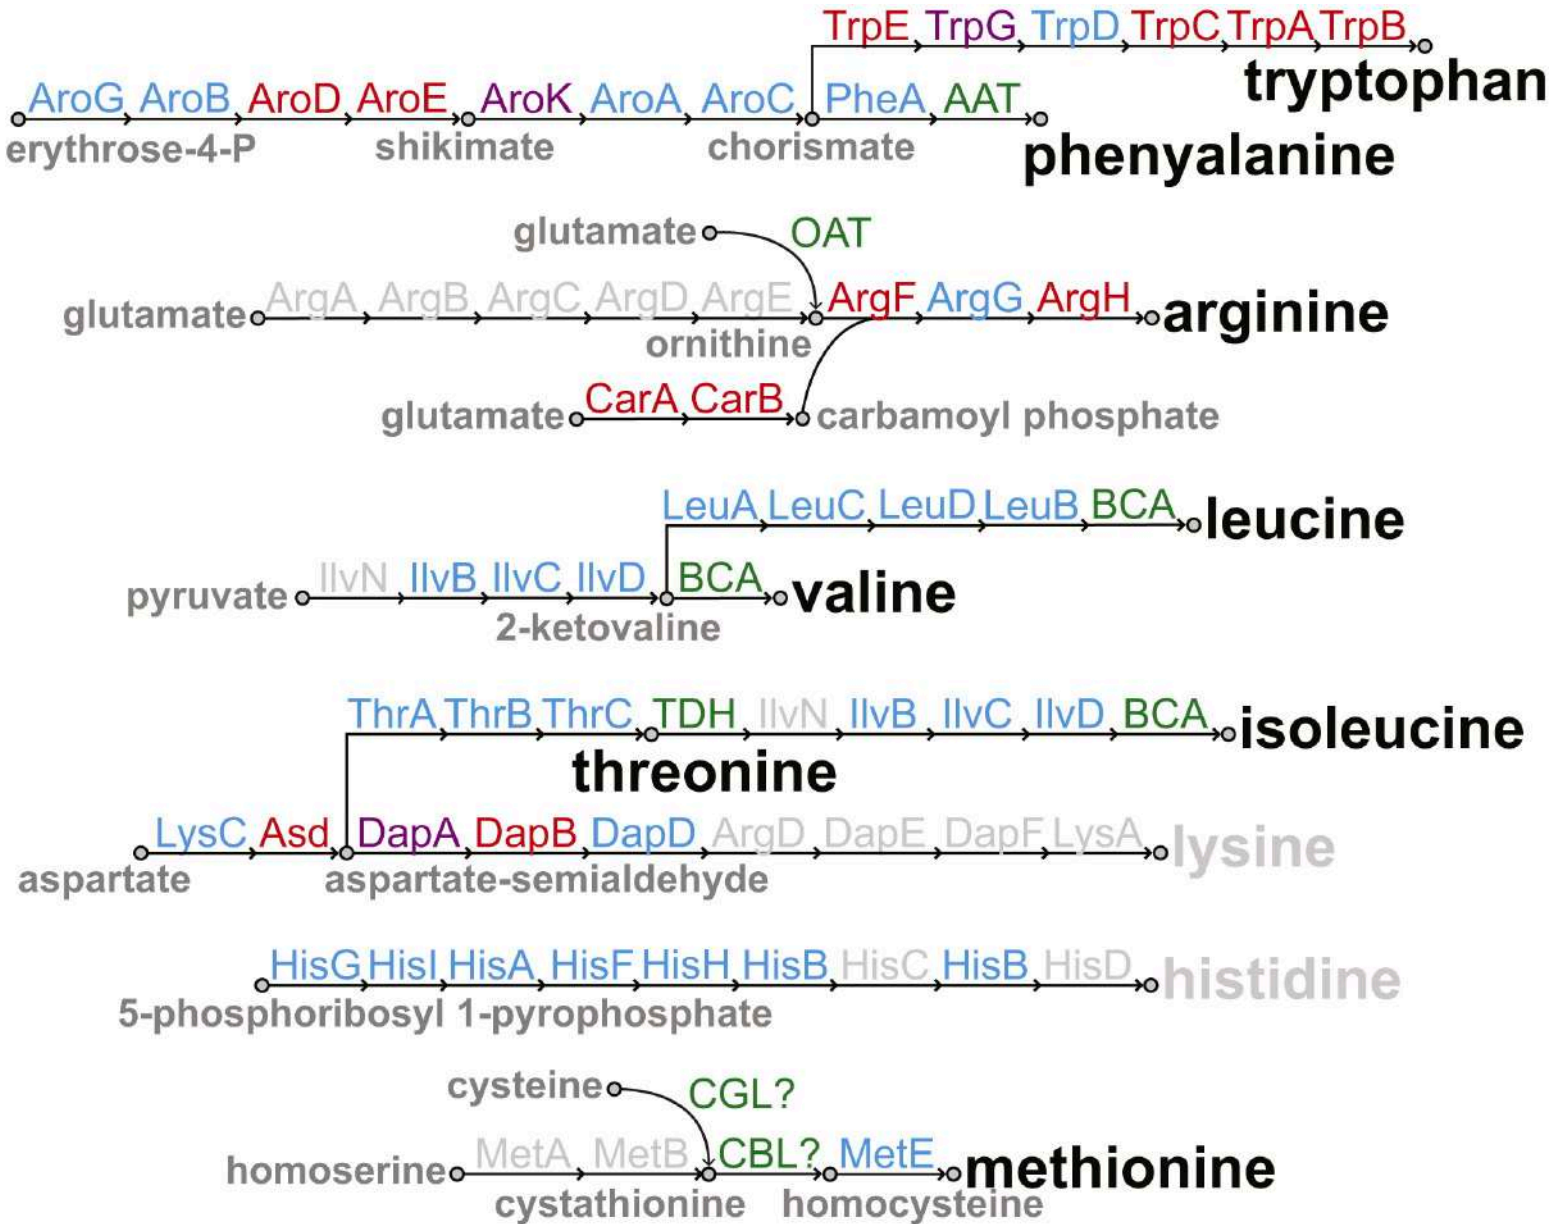 TrpE TrpG TrpD TrpC TrpA TrpB
tryptophan
AroG AroB AroD AroE AroK AroA AroC PheA AAT
erythrose-4-P shikimate chorismate
phenyalanine
glutamate OAT
glutamate ArgA ArgB ArgC ArgD ArgE ArgF ArgG ArgH arginine
ornithine
glutamate CarA CarB carbamoyl phosphate
LeuA LeuC LeuD LeuB BCA leucine
pyruvate IlvN IlvB IlvC IlvD BCA valine
2-ketovaline
ThrA ThrB ThrC TDH IlvN IlvB IlvC IlvD BCA isoleucine
threonine
LysC Asd DapA DapB DapD ArgD DapE DapF LysA lysine
aspartate aspartate-semialdehyde
HisG HisI HisA HisF HisH HisB HisC HisB HisD histidine
5-phosphoribosyl 1-pyrophosphate
cysteine CGL?
homoserine MetA MetB CBL? MetE methionine
cystathionine homocysteine